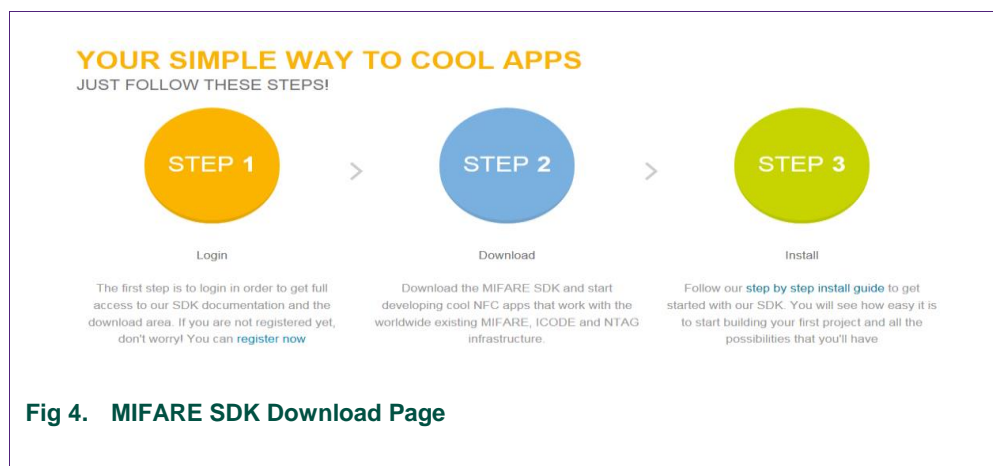 YOUR SIMPLE WAY TO COOL APPS
JUST FOLLOW THESE STEPS!
STEP 1
>
STEP 2
>
STEP 3
Login
The first step is to login in order to get full
access to our SDK documentation and the
download area. If you are not registered yet,
don't worry! You can register now
Download
Download the MIFARE SDK and start
developing cool NFC apps that work with the
worldwide existing MIFARE, ICODE and NTAG
infrastructure.
Install
Follow our step by step install guide to get
started with our SDK. You will see how easy it is
to start building your first project and all the
possibilities that you'll have
Fig 4. MIFARE SDK Download Page